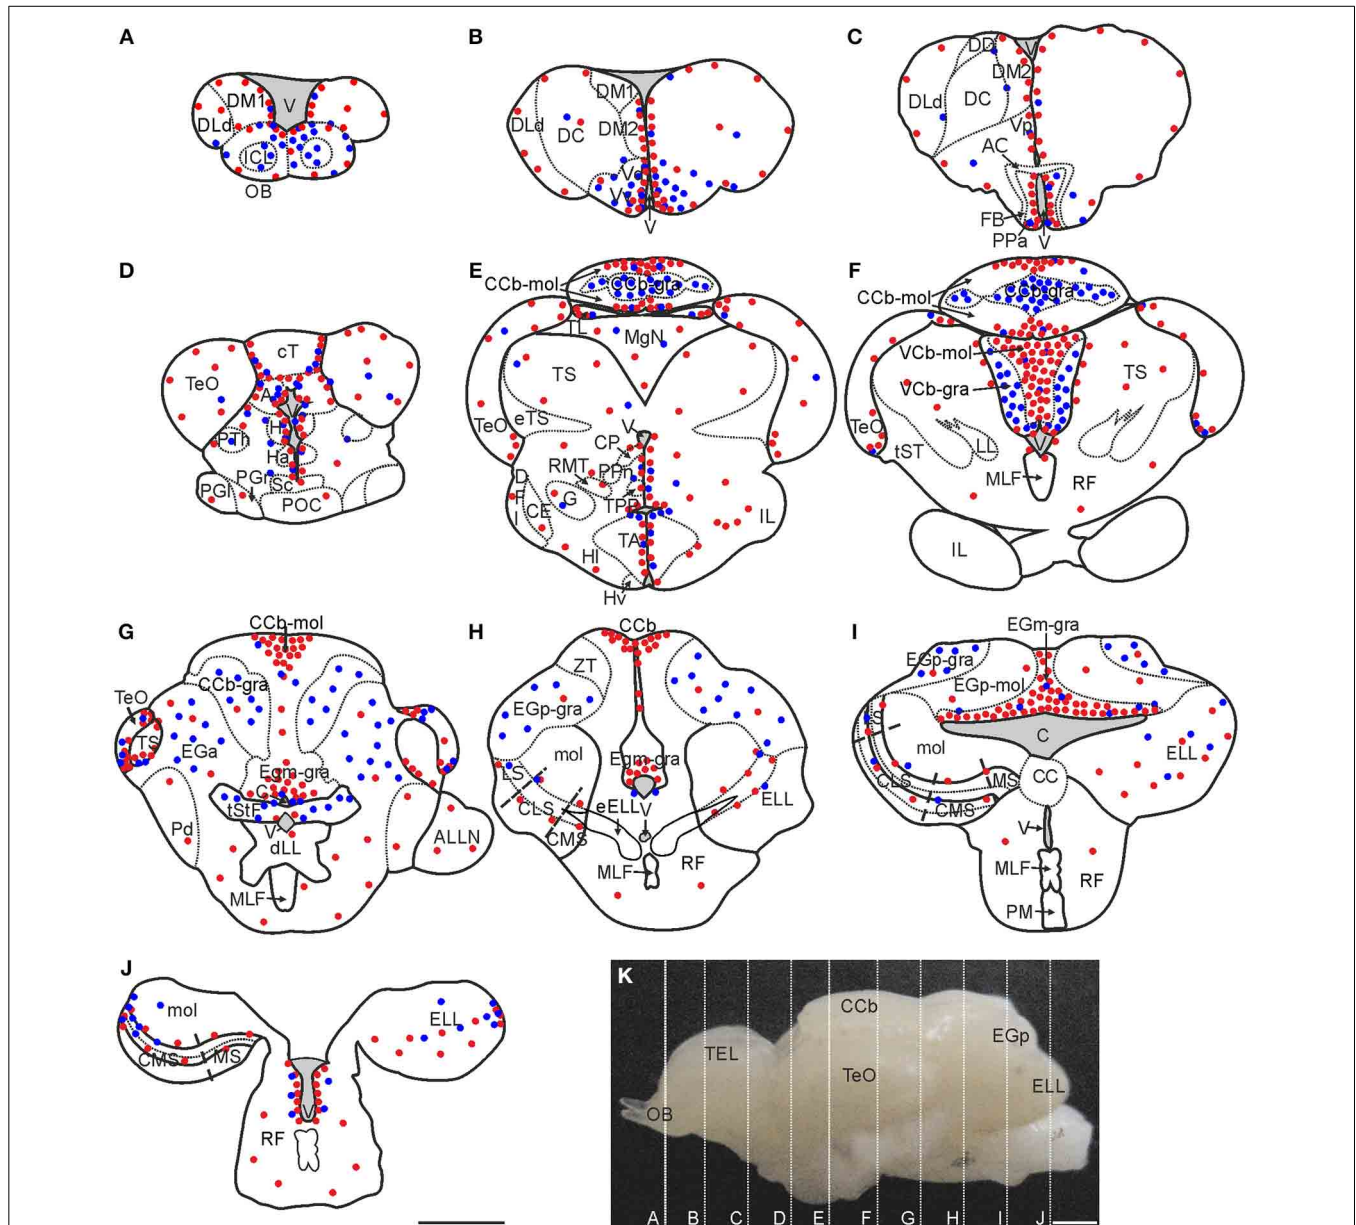 A
DM1
V
DLd
ICL
OB
B
DM1
DLd
DC
DM2
Vd
Vv
V
C
DD
V
DM2
DLd
DC
Vp
AC
FB
PPa
V
D
cT
TeO
A
V
H
PTh
Ha
PGr
Sc
PGl
POC
E
CCb-mol
CCb-gra
TL
MgN
TS
TeO
eTS
V
CP
RMT
PPn
D
F
G
TPP
I
CE
IL
TA
Hl
Hv
F
CCb-mol
CCb-gra
VCb-mol
TS
VCb-gra
TeO
tST
LL
V
MLF
RF
IL
G
CCb-mol
CCb-gra
TeO
TS
EGa
Egm-gra
C
tStF
Pd
V
dLL
ALLN
MLF
H
CCb
ZT
EGp-gra
mol
Egm-gra
LS
CLS
eELL
V
ELL
CMS
MLF
RF
I
EGm-gra
EGp-gra
EGp-mol
LS
mol
C
ELL
CLS
MS
CC
CMS
V
MLF
RF
PM
J
mol
ELL
CMS
MS
V
RF
K
CCb
EGp
TEL
TeO
ELL
OB
A B C D E F G H I J